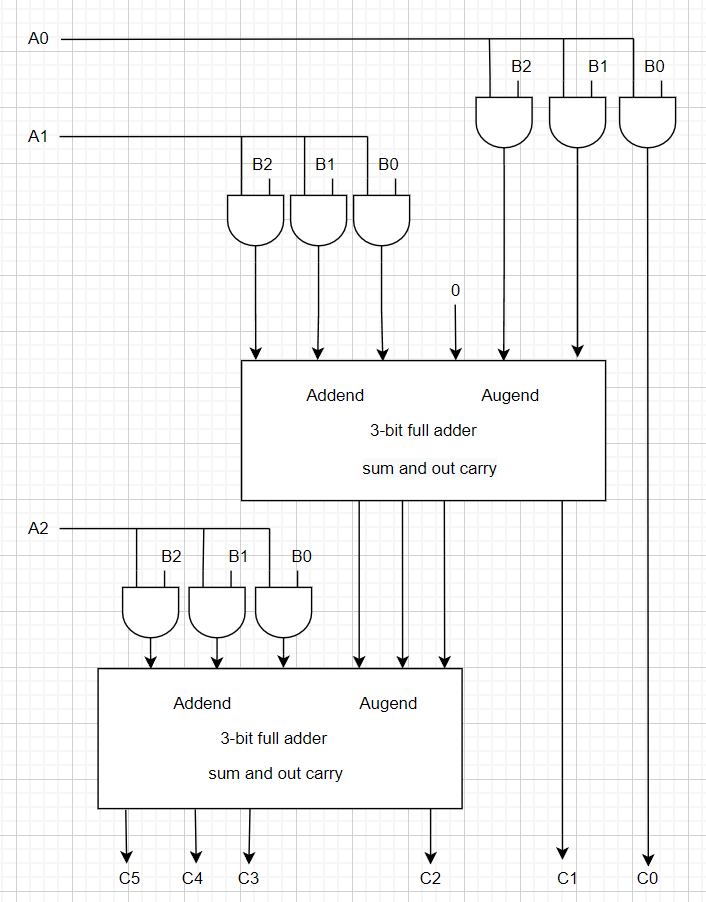 A0
B2 B1 B0
A1
B2 B1 B0
0
Addend Augend
3-bit full adder
sum and out carry
A2
B2 B1 B0
Addend Augend
3-bit full adder
sum and out carry
C5 C4 C3 C2 C1 C0